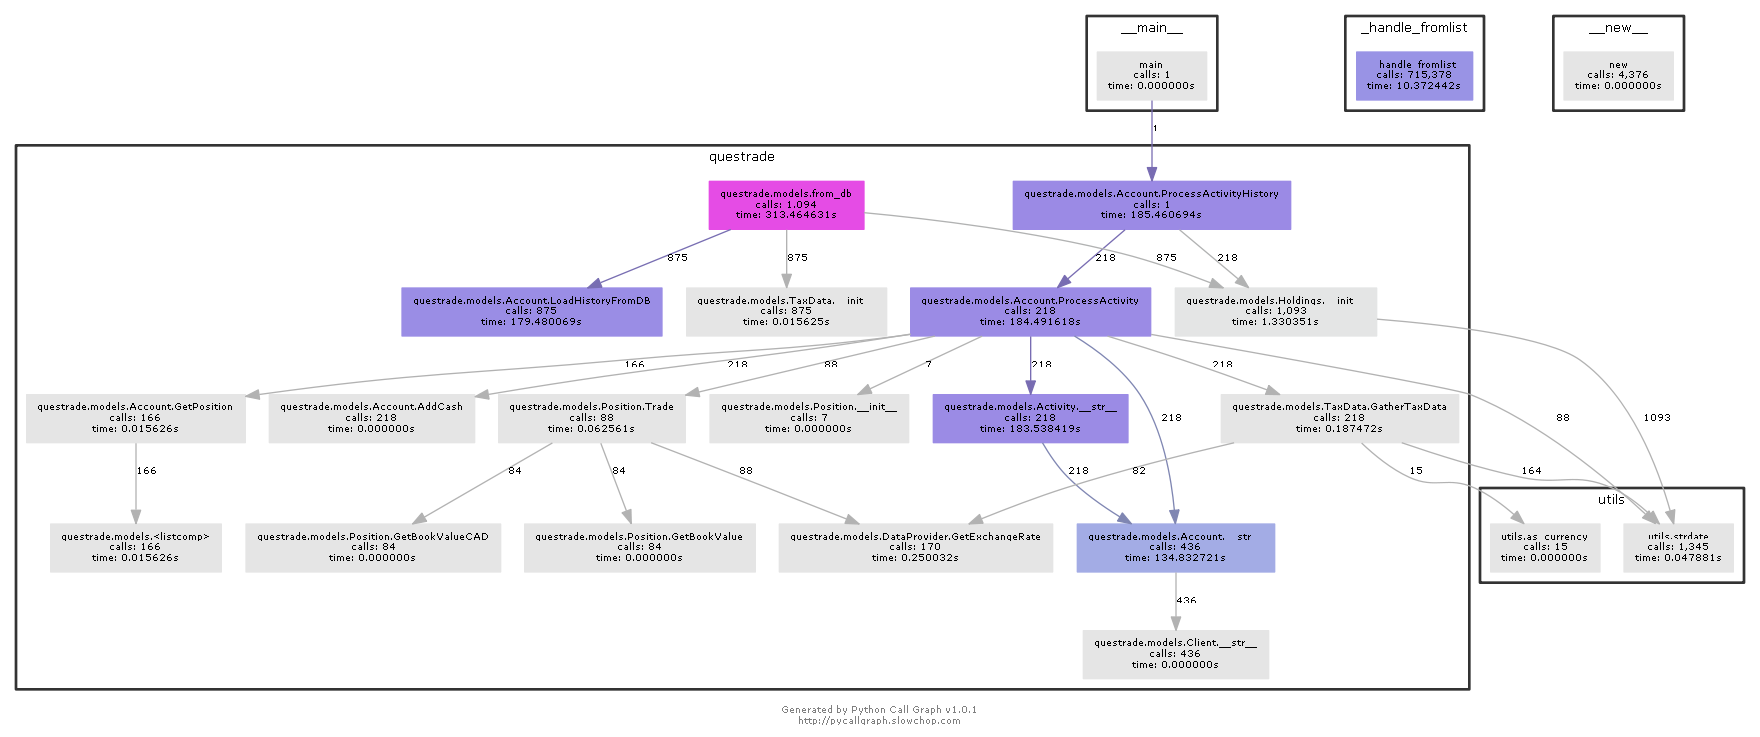 __main__
main
calls: 1
time: 0.000000s
_handle_fromlist
handle fromlist
calls: 715,378
time: 10.372442s
__new__
new
calls: 4,376
time: 0.000000s
1
questrade
questrade.models.from_db
calls: 1,094
time: 313.464631s
questrade.models.Account.ProcessActivityHistory
calls: 1
time: 185.460694s
875
875
875
218
218
questrade.models.Account.LoadHistoryFromDB
calls: 875
time: 179.480069s
questrade.models.TaxData. init
calls: 875
time: 0.015625s
questrade.models.Account.ProcessActivity
calls: 218
time: 184.491618s
questrade.models.Holdings. init
calls: 1,093
time: 1.330351s
166
218
88
7
218
218
218
88
1093
questrade.models.Account.GetPosition
calls: 166
time: 0.015626s
questrade.models.Account.AddCash
calls: 218
time: 0.000000s
questrade.models.Position.Trade
calls: 88
time: 0.062561s
questrade.models.Position.__init__
calls: 7
time: 0.000000s
questrade.models.Activity.__str__
calls: 218
time: 183.538419s
questrade.models.TaxData.GatherTaxData
calls: 218
time: 0.187472s
166
84
84
88
218
82
15
164
utils
questrade.models.<listcomp>
calls: 166
time: 0.015626s
questrade.models.Position.GetBookValueCAD
calls: 84
time: 0.000000s
questrade.models.Position.GetBookValue
calls: 84
time: 0.000000s
questrade.models.DataProvider.GetExchangeRate
calls: 170
time: 0.250032s
questrade.models.Account. str
calls: 436
time: 134.832721s
utils.as_currency
calls: 15
time: 0.000000s
utils.strdate
calls: 1,345
time: 0.047881s
436
questrade.models.Client.__str__
calls: 436
time: 0.000000s
Generated by Python Call Graph v1.0.1
http://pycallgraph.slowchop.com